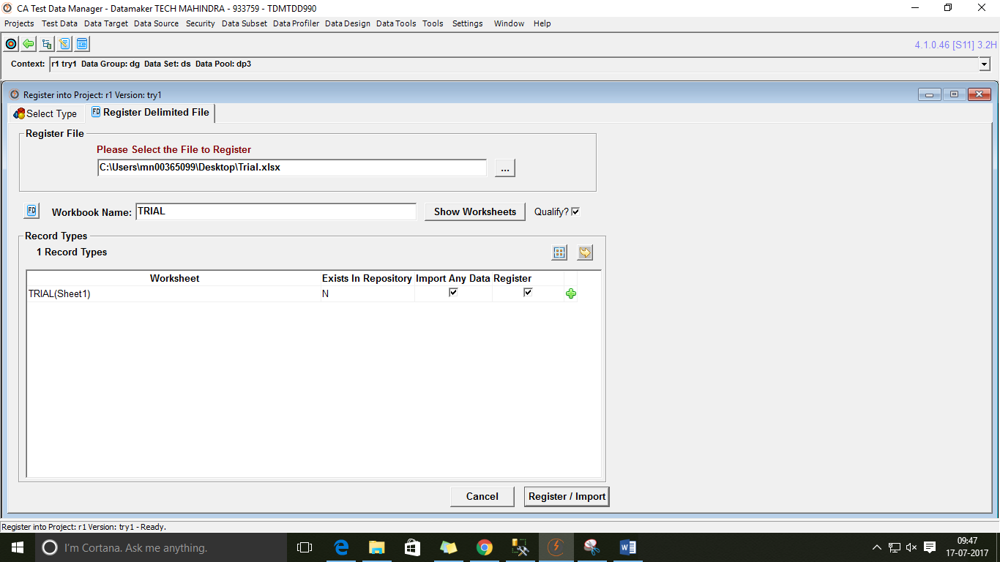 CA Test Data Manager - Datamaker TECH MAHINDRA - 933759 - TDMTDD990
Projects Test Data Data Target Data Source Security Data Subset Data Profiler Data Design Data Tools Tools Settings Window Help
4.1.0.46 [S11] 3.2H
Context: r1 try1 Data Group: dg Data Set: ds Data Pool: dp3
Register into Project: r1 Version: try1
Select Type FD Register Delimited File
Register File
Please Select the File to Register
C:\Users\mn00365099\Desktop\Trial.xlsx ...
FD Workbook Name: TRIAL Show Worksheets Qualify?
Record Types
1 Record Types
Worksheet Exists In Repository Import Any Data Register
TRIAL(Sheet1) N
Cancel Register / Import
Register into Project: r1 Version: try1 - Ready.
I'm Cortana. Ask me anything.
09:47
17-07-2017